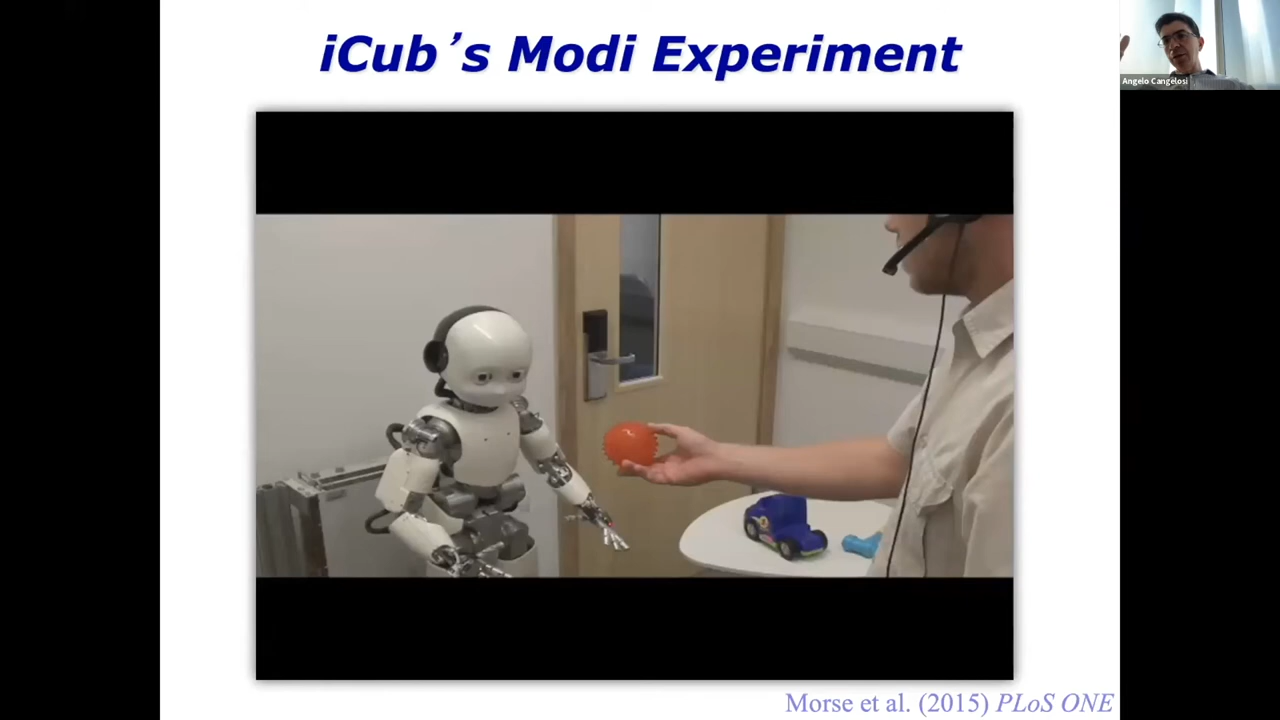 iCub’s Modi Experiment
Angelo Cangelosi
Morse et al. (2015) PLoS ONE